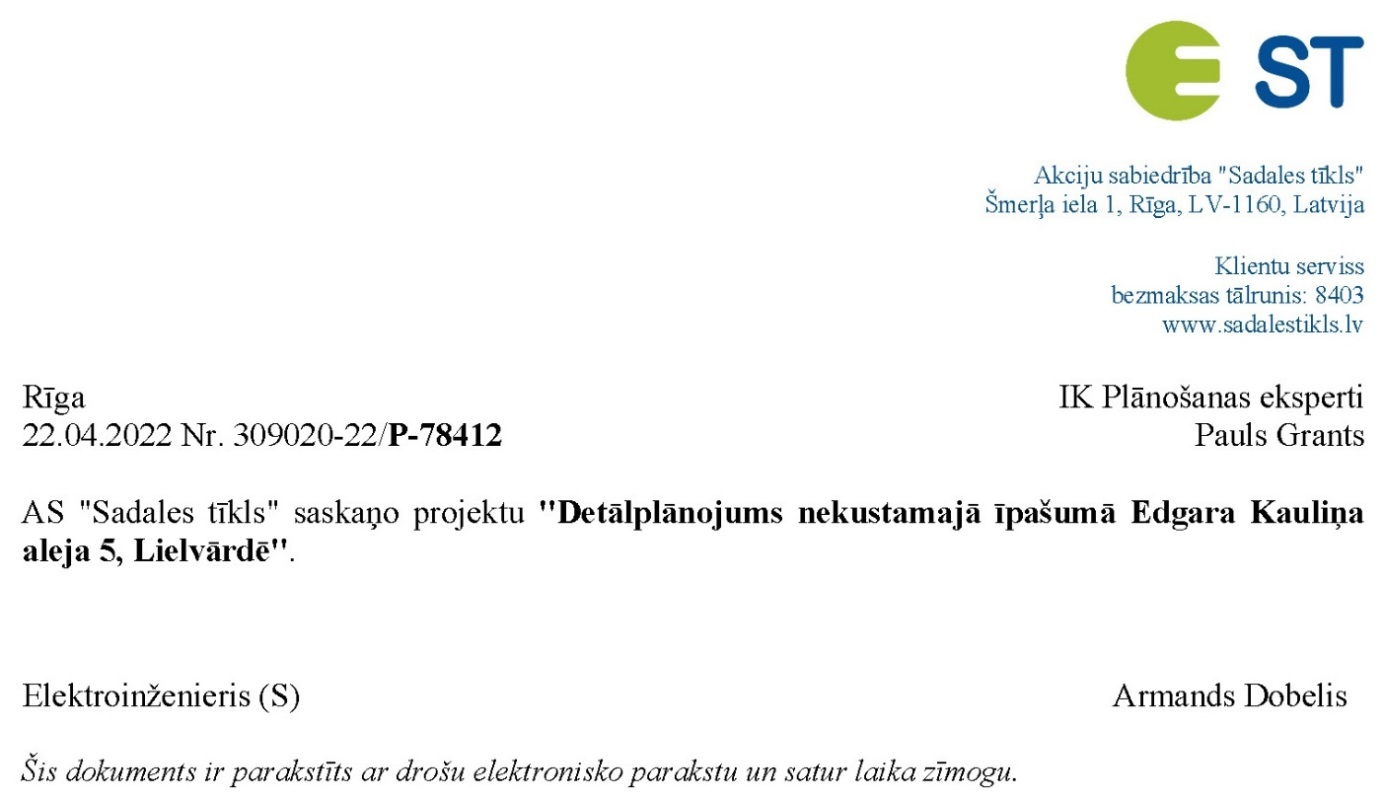 ST
Akciju sabiedrība "Sadales tīkls"
Šmerļa iela 1, Rīga, LV-1160, Latvija
Klientu serviss
bezmaksas tālrunis: 8403
www.sadalestikls.lv
Rīga
22.04.2022 Nr. 309020-22/P-78412
IK Plānošanas eksperti
Pauls Grants
AS "Sadales tīkls" saskaņo projektu "Detālplānojums nekustamajā īpašumā Edgara Kauliņa
aleja 5, Lielvārdē".
Elektroinženieris (S)
Armands Dobelis
Šis dokuments ir parakstīts ar drošu elektronisko parakstu un satur laika zīmogu.